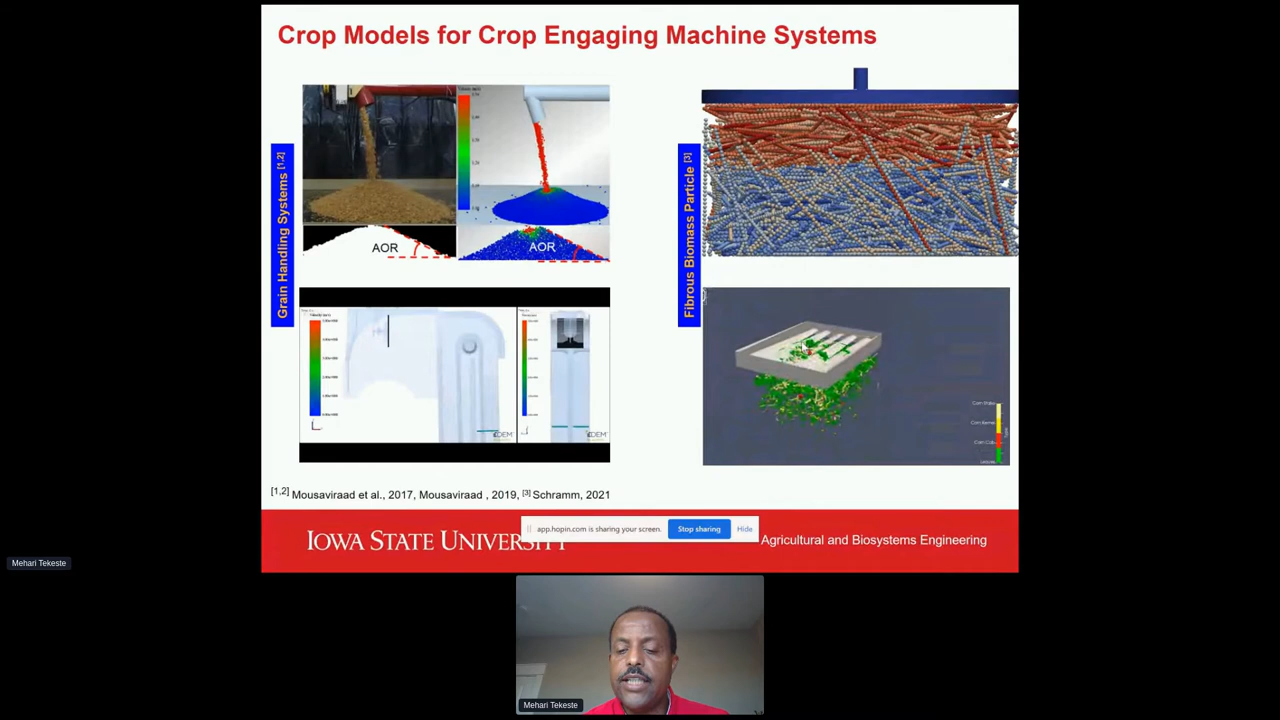 Crop Models for Crop Engaging Machine Systems
Grain Handling Systems [1,2]
AOR
AOR
Fibrous Biomass Particle [3]
EDEM
EDEM
[1,2] Mousaviraad et al., 2017, Mousaviraad , 2019, [3] Schramm, 2021
app.hopin.com is sharing your screen.
Stop sharing
Hide
IOWA STATE UNIVERSITY
Agricultural and Biosystems Engineering
Mehari Tekeste
Mehari Tekeste